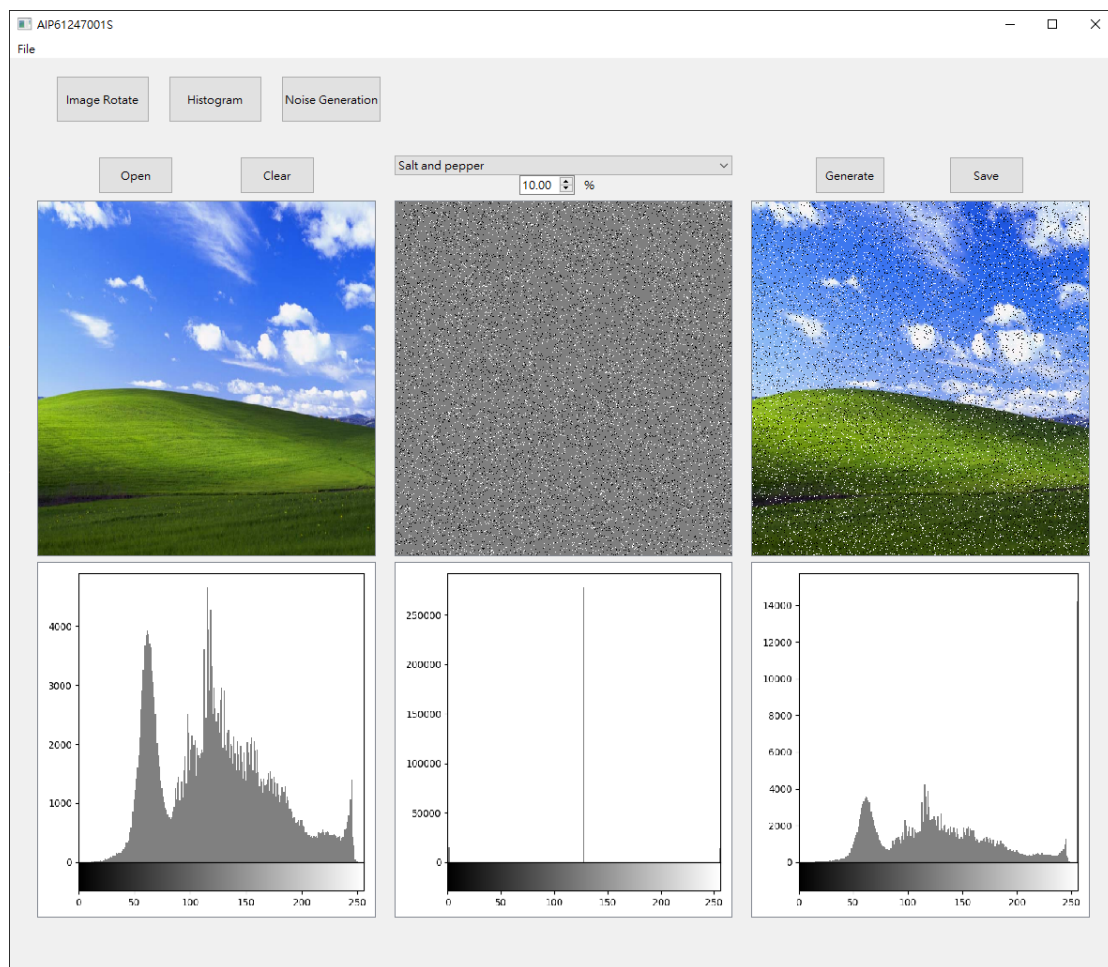 AIP61247001S
File
Image Rotate Histogram Noise Generation
Open Clear Salt and pepper Generate Save
10.00 %
4000
3000
2000
1000
0
0 50 100 150 200 250
250000
200000
150000
100000
50000
0
0 50 100 150 200 250
14000
12000
10000
8000
6000
4000
2000
0
0 50 100 150 200 250